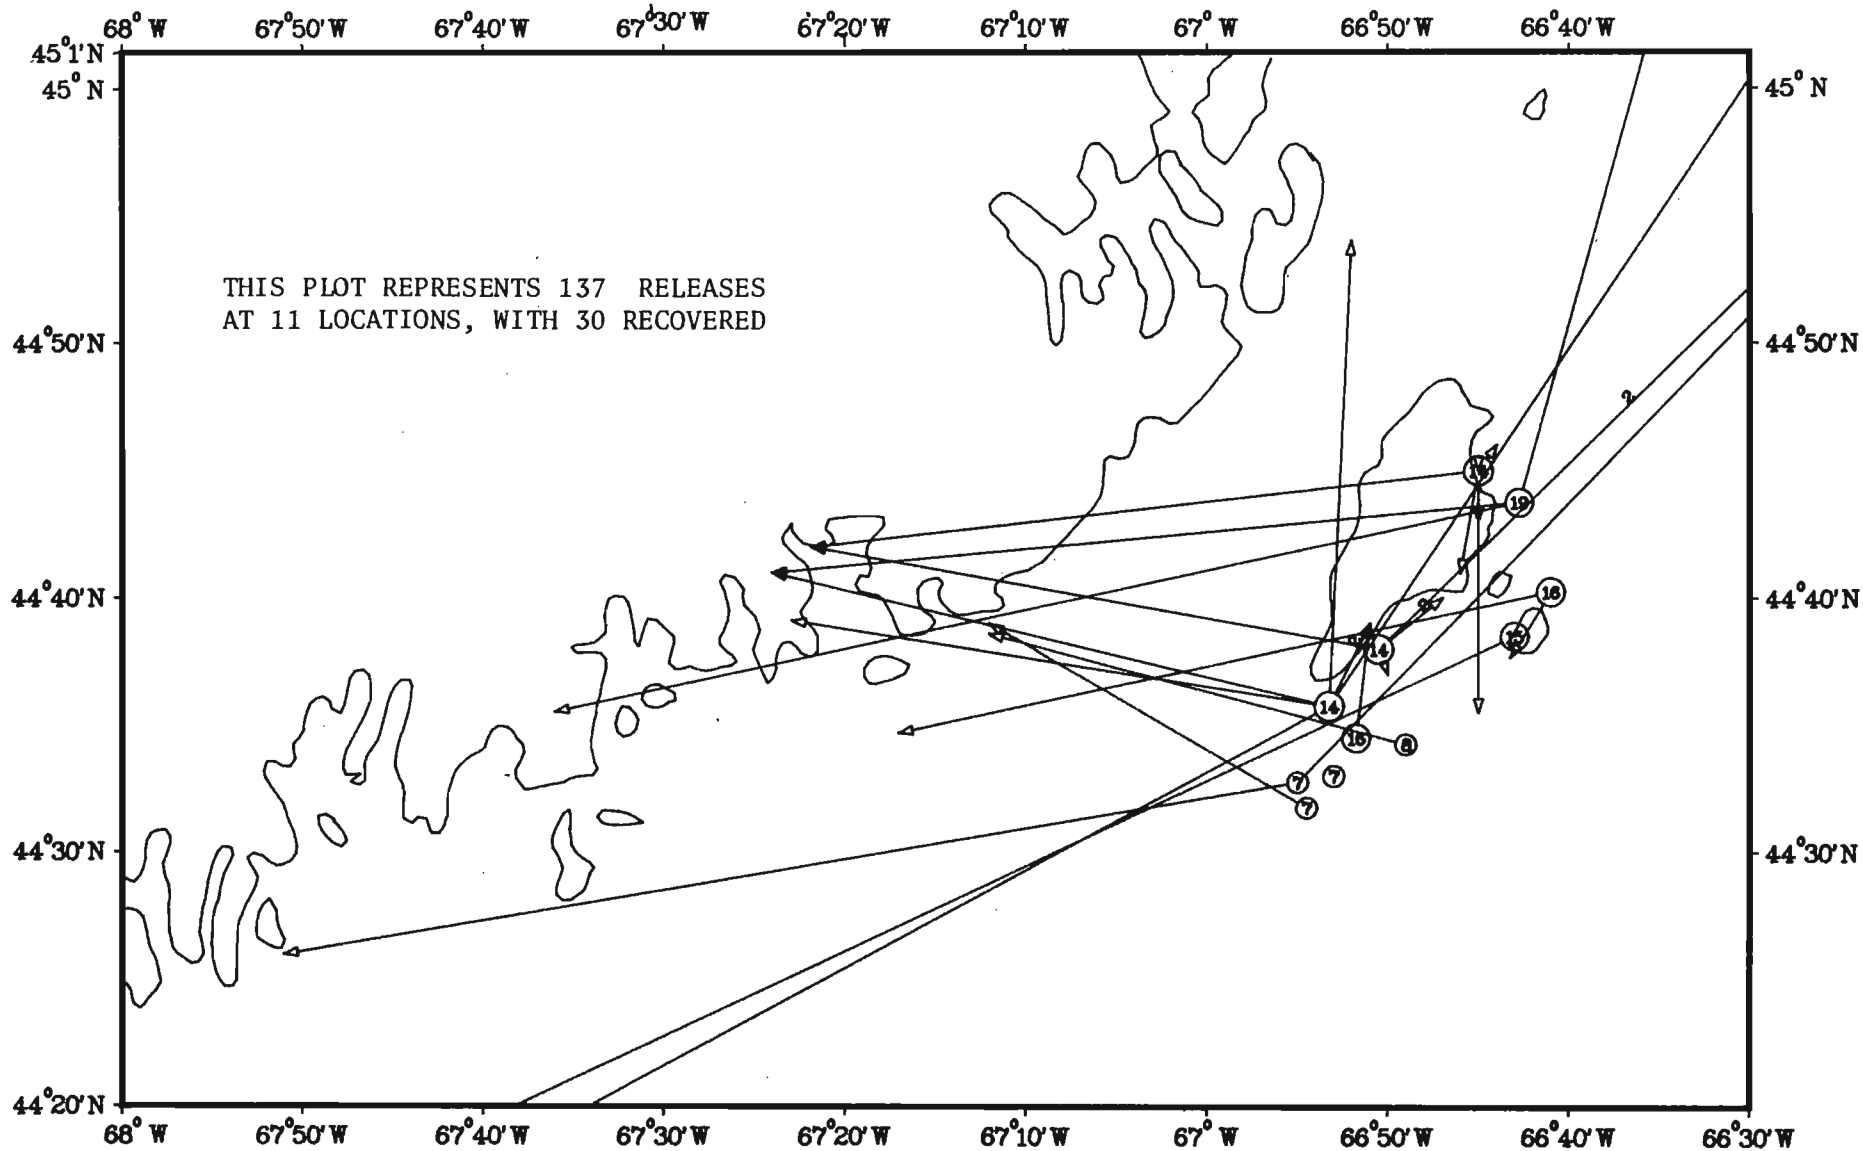 68° W 67°50' W 67°40' W 67°30' W 67°20' W 67°10' W 67° W 66°50' W 66°40' W
45°1' N
45° N 45° N
THIS PLOT REPRESENTS 137 RELEASES
AT 11 LOCATIONS, WITH 30 RECOVERED
44°50' N 44°50' N
2
19
44°40' N 44°40' N
16
14
14
8
7 7
7
44°30' N 44°30' N
44°20' N
68° W 67°50' W 67°40' W 67°30' W 67°20' W 67°10' W 67° W 66°50' W 66°40' W 66°30' W